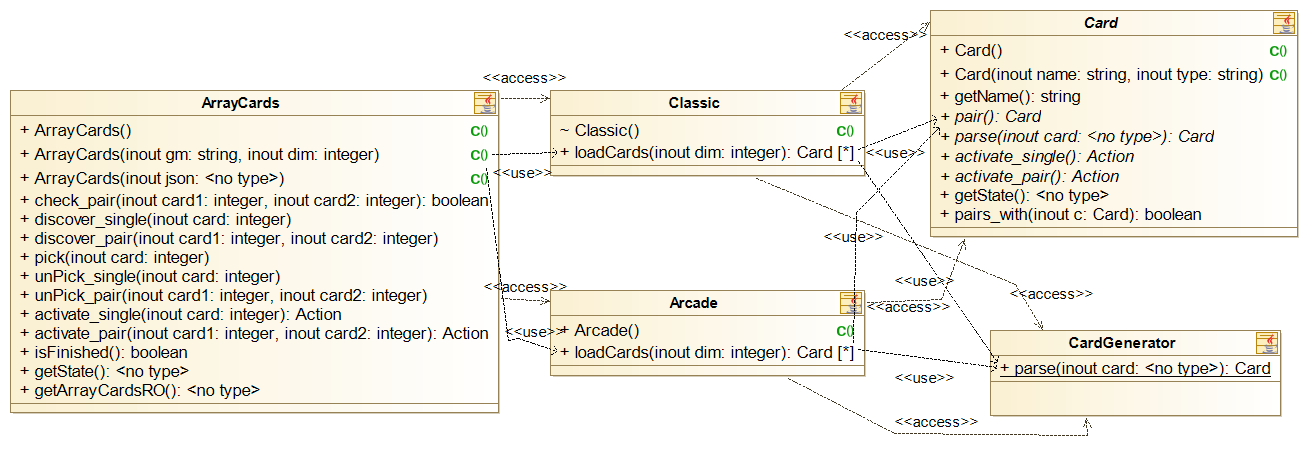 Card
<<access>>
+ Card()
C()
+ Card(inout name: string, inout type: string)
C()
+ getName(): string
+ pair(): Card
+ parse(inout card: <no type>): Card
+ activate_single(): Action
+ activate_pair(): Action
+ getState(): <no type>
+ pairs_with(inout c: Card): boolean
<<access>>
ArrayCards
+ ArrayCards()
C()
+ ArrayCards(inout gm: string, inout dim: integer)
C()
+ ArrayCards(inout json: <no type>)
C()
+ check_pair(inout card1: integer, inout card2: integer): boolean
+ discover_single(inout card: integer)
+ discover_pair(inout card1: integer, inout card2: integer)
+ pick(inout card: integer)
+ unPick_single(inout card: integer)
+ unPick_pair(inout card1: integer, inout card2: integer)
+ activate_single(inout card: integer): Action
+ activate_pair(inout card1: integer, inout card2: integer): Action
+ isFinished(): boolean
+ getState(): <no type>
+ getArrayCardsRO(): <no type>
Classic
~ Classic()
C()
+ loadCards(inout dim: integer): Card [*]
<<use>>
<<use>>
<<use>>
<<use>>
<<access>>
<<access>>
<<access>>
Arcade
+ Arcade()
C()
+ loadCards(inout dim: integer): Card [*]
<<use>>
<<use>>
<<access>>
CardGenerator
+ parse(inout card: <no type>): Card